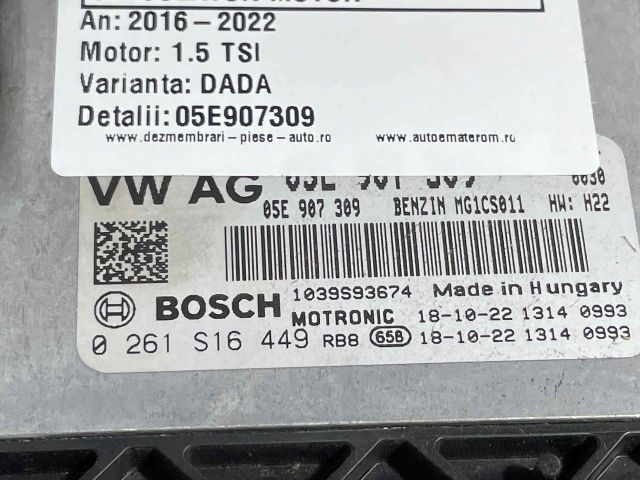 An: 2016-2022
Motor: 1.5 TSI
Varianta: DADA
Detalii: 05E907309
www.dezmembrari-piese-auto.ro www.autoematerom.ro
VW AG
05E 907 309 BENZIN MG1CS011 HW: H22
1039S93674 Made in Hungary
BOSCH MOTRONIC 18-10-22 1314 0993
0 261 S16 449 RB8 658 18-10-22 1314 0993